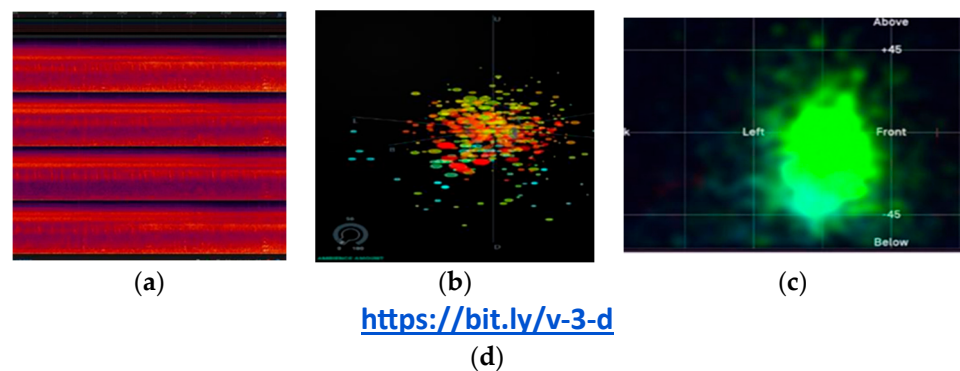 Above
+45
k
Left
Front
-45
Below
(a)
(b)
(c)
https://bit.ly/v-3-d
(d)